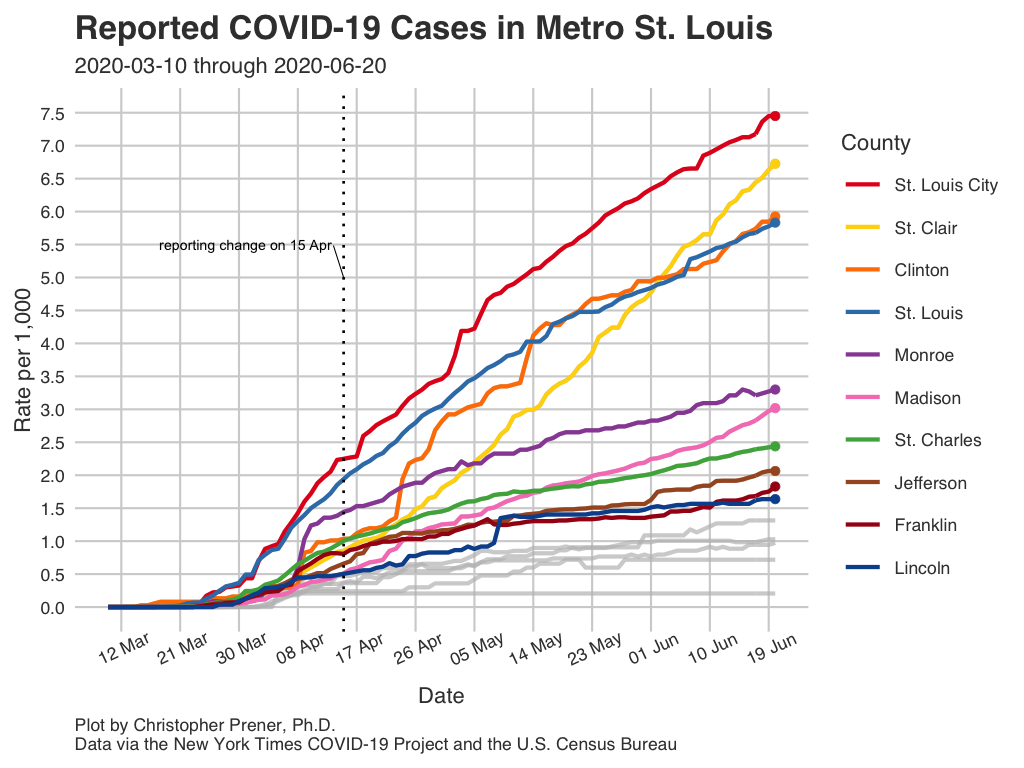 Reported COVID-19 Cases in Metro St. Louis
2020-03-10 through 2020-06-20
7.5
7.0
6.5
6.0
5.5
5.0
4.5
4.0
3.5
3.0
2.5
2.0
1.5
1.0
0.5
0.0
Rate per 1,000
reporting change on 15 Apr
12 Mar
21 Mar
30 Mar
08 Apr
17 Apr
26 Apr
05 May
14 May
23 May
01 Jun
10 Jun
19 Jun
Date
County
St. Louis City
St. Clair
Clinton
St. Louis
Monroe
Madison
St. Charles
Jefferson
Franklin
Lincoln
Plot by Christopher Prener, Ph.D.
Data via the New York Times COVID-19 Project and the U.S. Census Bureau